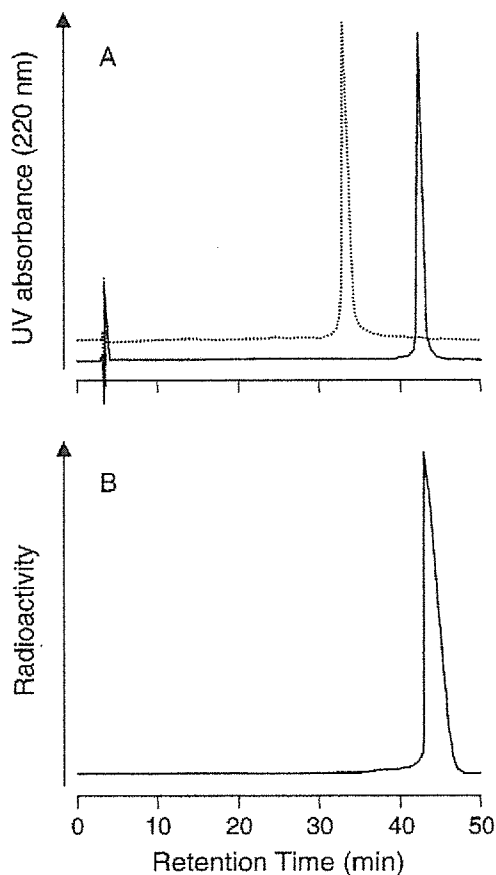 A
UV absorbance (220 nm)
B
Radioactivity
0 10 20 30 40 50
Retention Time (min)